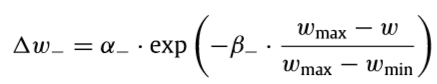 Δw₋ = α₋ · exp(−β₋ · (w_max − w)/(w_max − w_min))